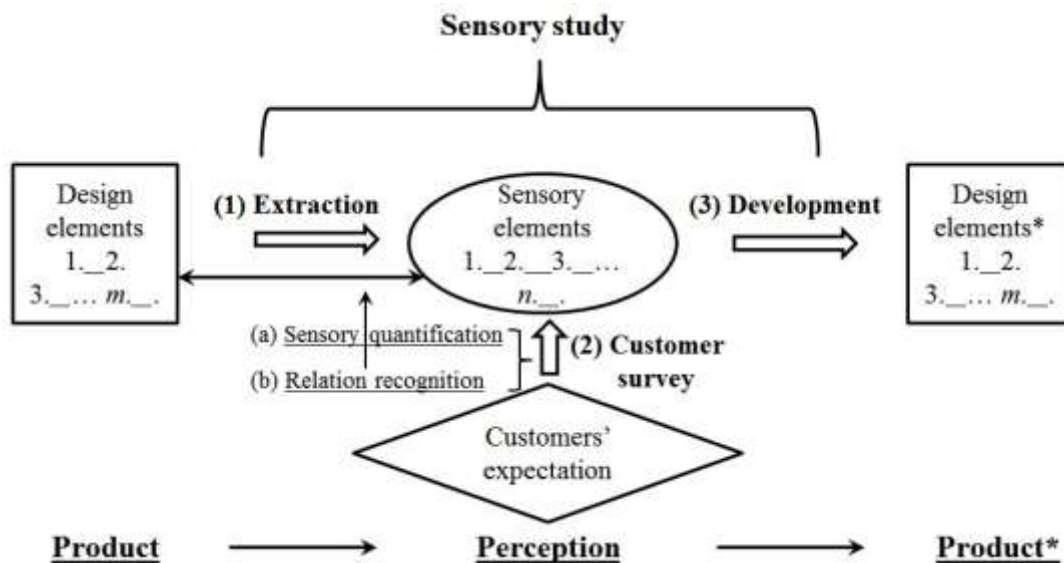 Sensory study
Design
elements
1.__2.
3.__… m.__.
(1) Extraction
Sensory
elements
1.__2.__3.__…
n.__.
(3) Development
Design
elements*
1.__2.
3.__… m.__.
(a) Sensory quantification
(b) Relation recognition
(2) Customer
survey
Customers’
expectation
Product
Perception
Product*